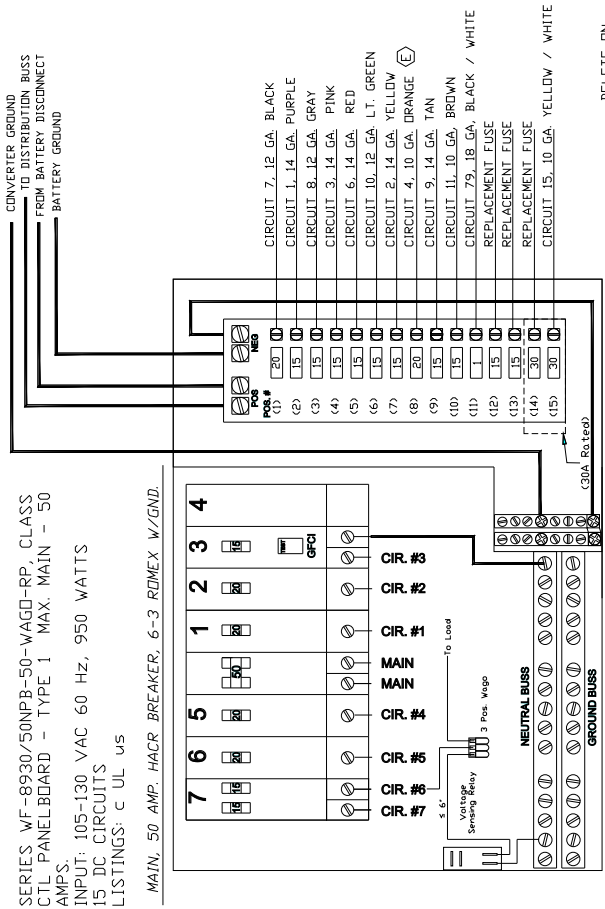 SERIES WF-8930/50NPB-50-WAGO-RP, CLASS
CTL PANELBOARD - TYPE 1 MAX. MAIN - 50
AMPS.
INPUT: 105-130 VAC 60 Hz, 950 WATTS
15 DC CIRCUITS
LISTINGS: c UL us
MAIN, 50 AMP. HACR BREAKER, 6-3 ROMEX W/GND.
CONVERTER GROUND
TO DISTRIBUTION BUSS
FROM BATTERY DISCONNECT
BATTERY GROUND
POS
NEG
POS. #
(1) 20 CIRCUIT 7, 12 GA. BLACK
(2) 15 CIRCUIT 1, 14 GA. PURPLE
(3) 15 CIRCUIT 8, 12 GA. GRAY
(4) 15 CIRCUIT 3, 14 GA. PINK
(5) 15 CIRCUIT 6, 14 GA. RED
(6) 15 CIRCUIT 10, 12 GA. LT. GREEN
(7) 15 CIRCUIT 2, 14 GA. YELLOW
(8) 20 CIRCUIT 4, 10 GA. ORANGE E
(9) 15 CIRCUIT 9, 14 GA. TAN
(10) 15 CIRCUIT 11, 10 GA. BROWN
(11) 1 CIRCUIT 79, 18 GA. BLACK / WHITE
(12) 15 REPLACEMENT FUSE
(13) 15 REPLACEMENT FUSE
(14) 30 REPLACEMENT FUSE
(15) 30 CIRCUIT 15, 10 GA. YELLOW / WHITE
(30A Rated)
7 6 5 1 2 3 4
15 15 20 20 50 20 20 15
TEST
GFCI
CIR. #7
CIR. #6
CIR. #5
CIR. #4
MAIN
MAIN
CIR. #1
CIR. #2
CIR. #3
≤ 6"
Voltage
Sensing Relay
3 Pos. Wago
To Load
NEUTRAL BUSS
GROUND BUSS